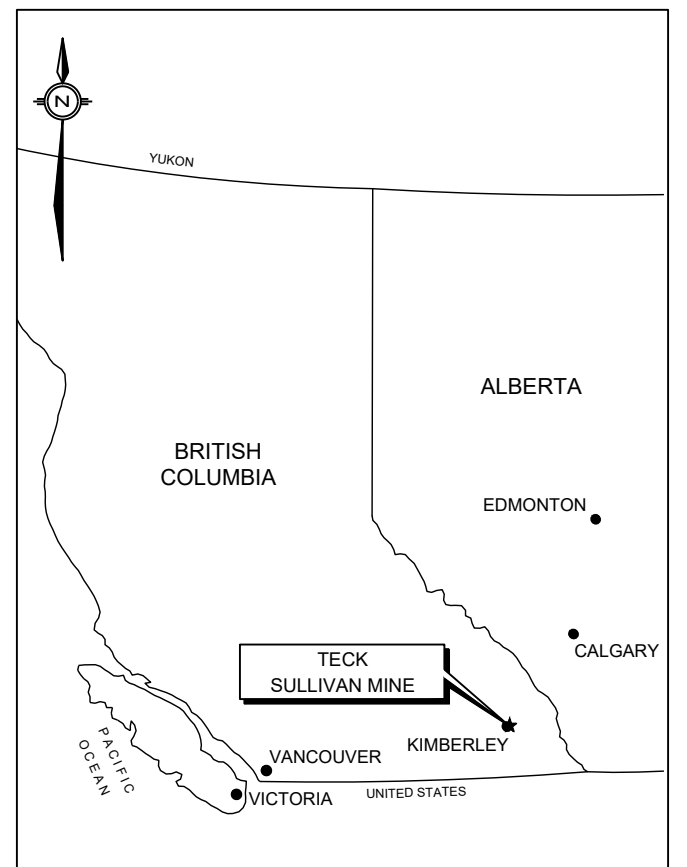 N
YUKON
ALBERTA
BRITISH
COLUMBIA
EDMONTON
CALGARY
TECK
SULLIVAN MINE
KIMBERLEY
PACIFIC
OCEAN
VANCOUVER
VICTORIA
UNITED STATES